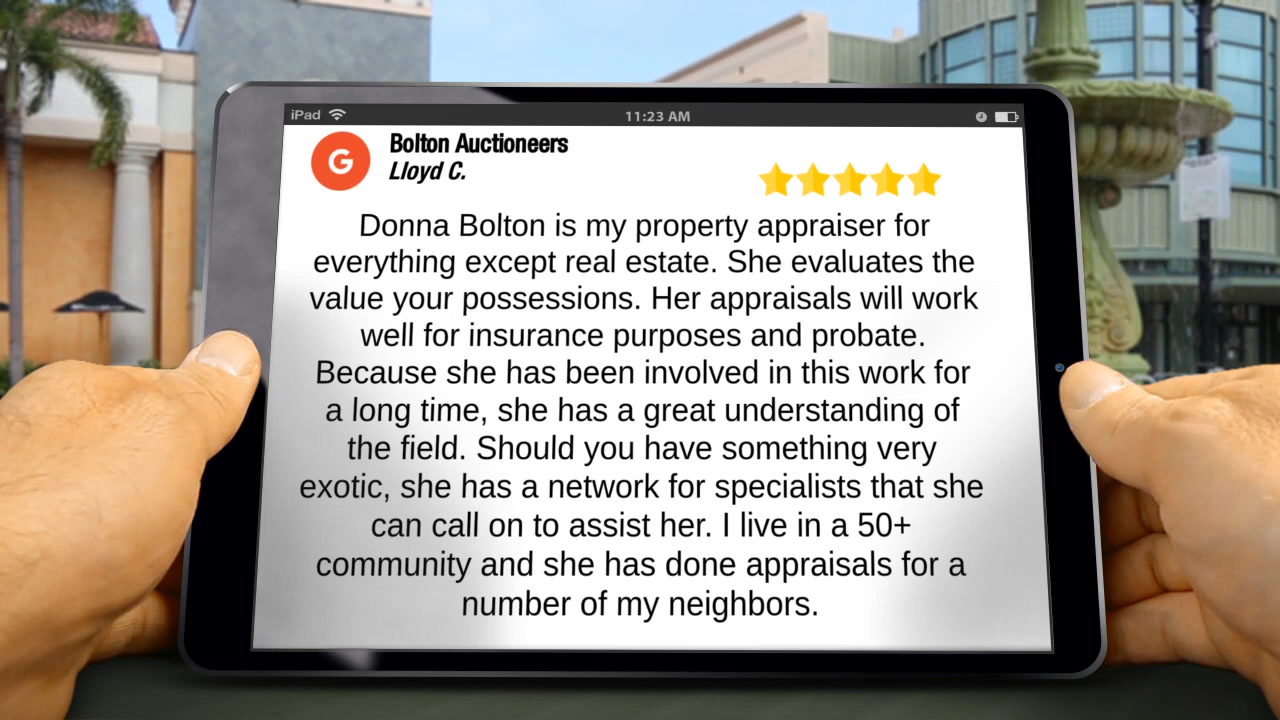 iPad
11:23 AM
G
Bolton Auctioneers
Lloyd C.
Donna Bolton is my property appraiser for
everything except real estate. She evaluates the
value your possessions. Her appraisals will work
well for insurance purposes and probate.
Because she has been involved in this work for
a long time, she has a great understanding of
the field. Should you have something very
exotic, she has a network for specialists that she
can call on to assist her. I live in a 50+
community and she has done appraisals for a
number of my neighbors.